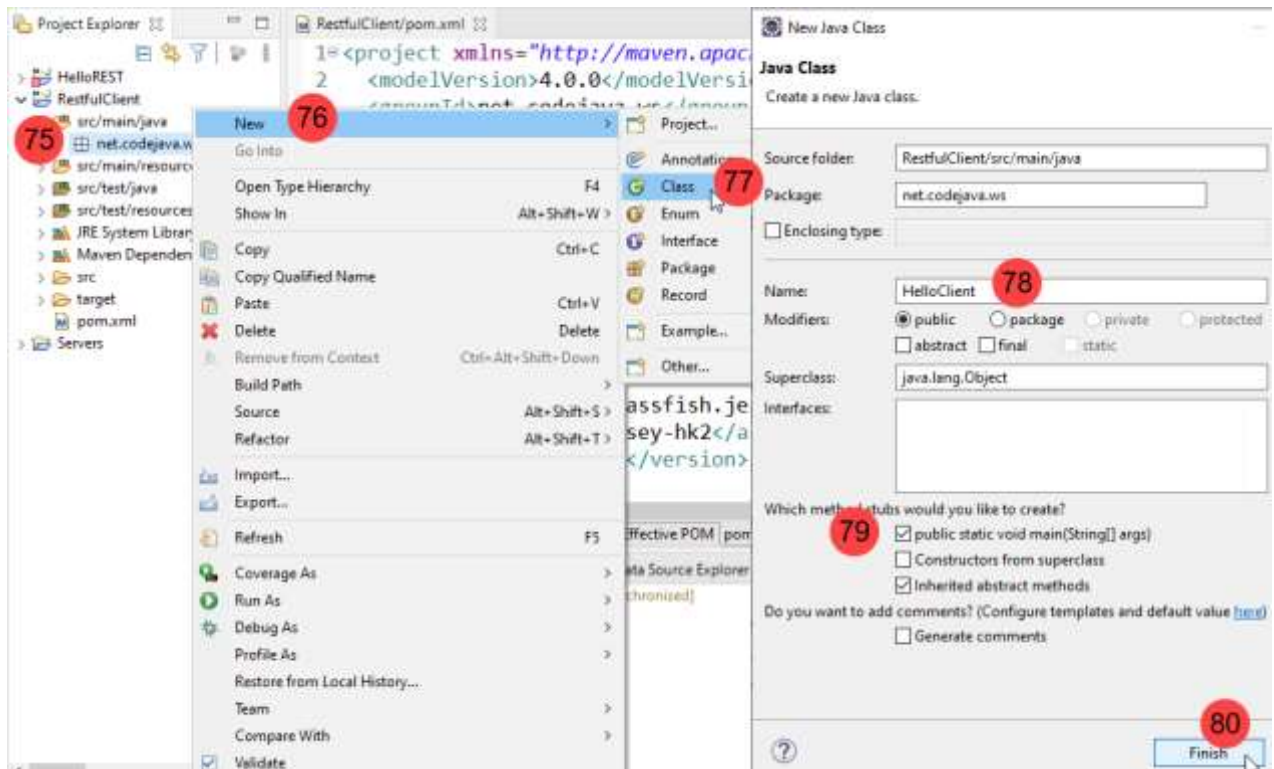 Project Explorer
HelloREST
RestfulClient
src/main/java
75
net.codejava.w
src/main/resourc
src/test/java
src/test/resources
JRE System Librar
Maven Dependen
src
target
pom.xml
Servers
RestfulClient/pom.xml
1 <project xmlns="http://maven.apac
2 <modelVersion>4.0.0</modelVersi
New 76
Go Into
Open Type Hierarchy F4
Show In Alt+Shift+W >
Copy Ctrl+C
Copy Qualified Name
Paste Ctrl+V
Delete Delete
Remove from Context Ctrl+Alt+Shift+Down
Build Path >
Source Alt+Shift+S >
Refactor Alt+Shift+T >
Import...
Export...
Refresh F5
Coverage As >
Run As >
Debug As >
Profile As >
Restore from Local History...
Team >
Compare With >
Validate
Project...
Annotation
Class 77
Enum
Interface
Package
Record
Example...
Other...
assfish.je
sey-hk2</a
</version>
ffective POM pom
ata Source Explorer
chronized]
New Java Class
Java Class
Create a new Java class.
Source folder: RestfulClient/src/main/java
Package: net.codejava.ws
Enclosing type:
Name: HelloClient 78
Modifiers: public package private protected
abstract final static
Superclass: java.lang.Object
Interfaces:
Which method stubs would you like to create?
79 public static void main(String[] args)
Constructors from superclass
Inherited abstract methods
Do you want to add comments? (Configure templates and default value here)
Generate comments
80
? Finish